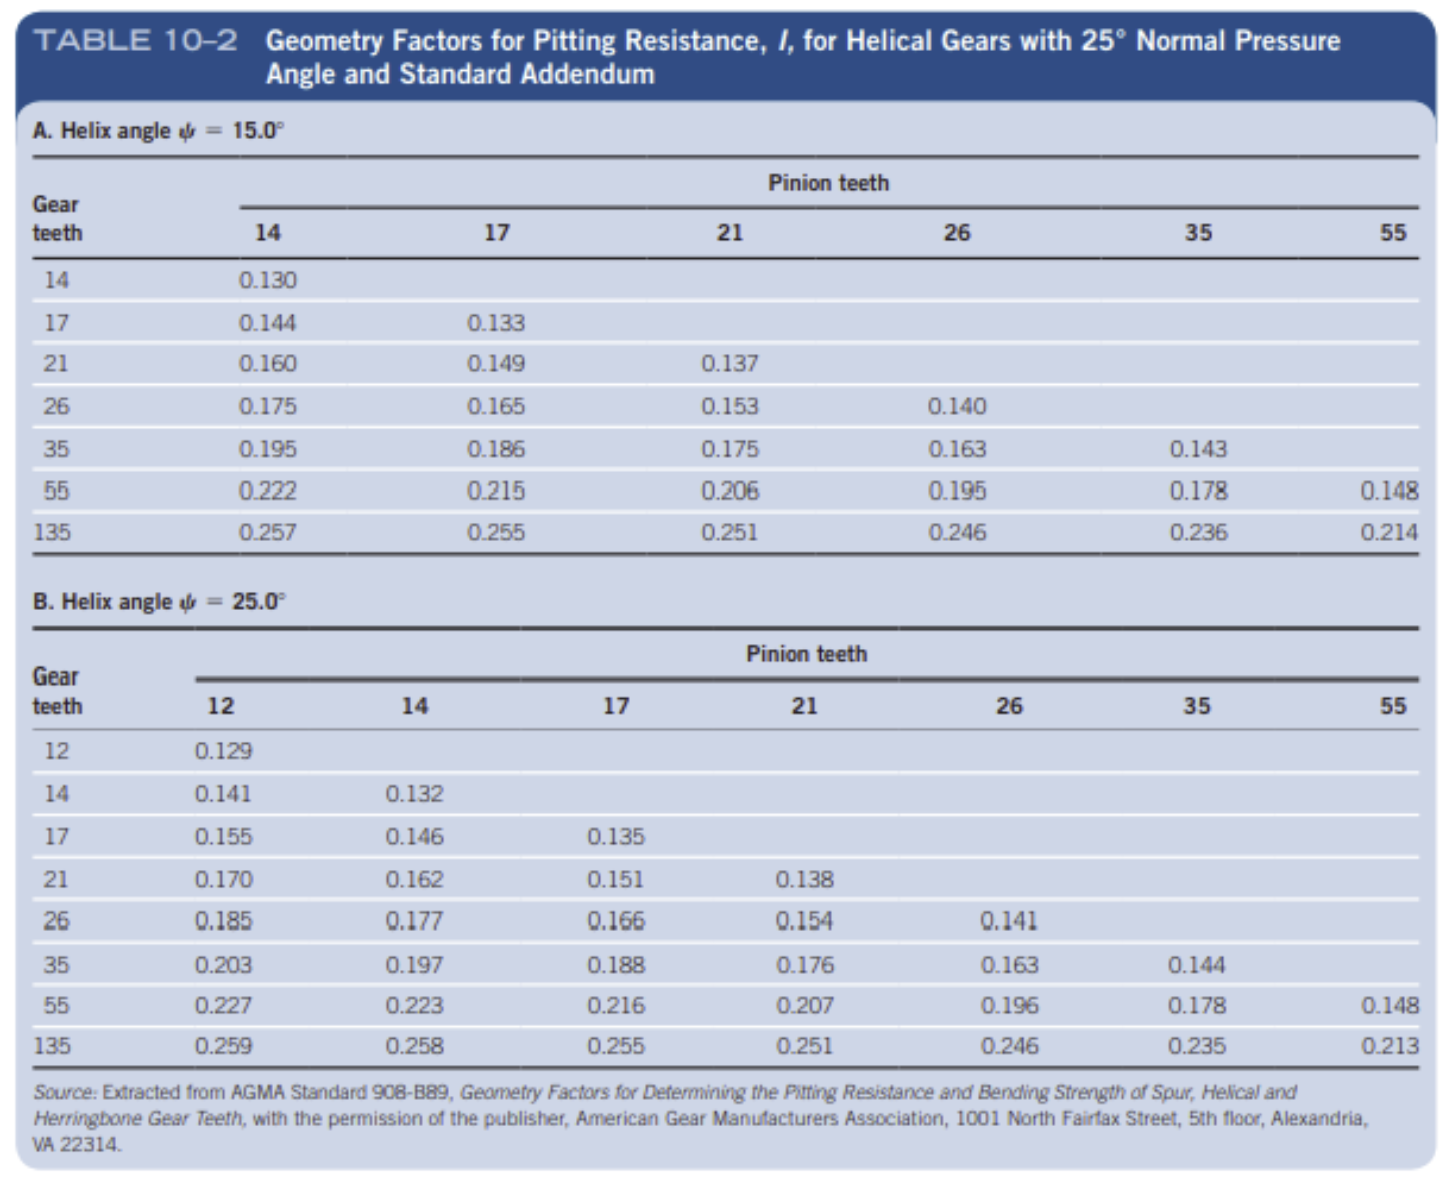 TABLE 10–2 Geometry Factors for Pitting Resistance, I, for Helical Gears with 25° Normal Pressure
Angle and Standard Addendum
A. Helix angle ψ = 15.0°
Pinion teeth
Gear
teeth 14 17 21 26 35 55
14 0.130
17 0.144 0.133
21 0.160 0.149 0.137
26 0.175 0.165 0.153 0.140
35 0.195 0.186 0.175 0.163 0.143
55 0.222 0.215 0.206 0.195 0.178 0.148
135 0.257 0.255 0.251 0.246 0.236 0.214
B. Helix angle ψ = 25.0°
Pinion teeth
Gear
teeth 12 14 17 21 26 35 55
12 0.129
14 0.141 0.132
17 0.155 0.146 0.135
21 0.170 0.162 0.151 0.138
26 0.185 0.177 0.166 0.154 0.141
35 0.203 0.197 0.188 0.176 0.163 0.144
55 0.227 0.223 0.216 0.207 0.196 0.178 0.148
135 0.259 0.258 0.255 0.251 0.246 0.235 0.213
Source: Extracted from AGMA Standard 908-B89, Geometry Factors for Determining the Pitting Resistance and Bending Strength of Spur, Helical and
Herringbone Gear Teeth, with the permission of the publisher, American Gear Manufacturers Association, 1001 North Fairfax Street, 5th floor, Alexandria,
VA 22314.